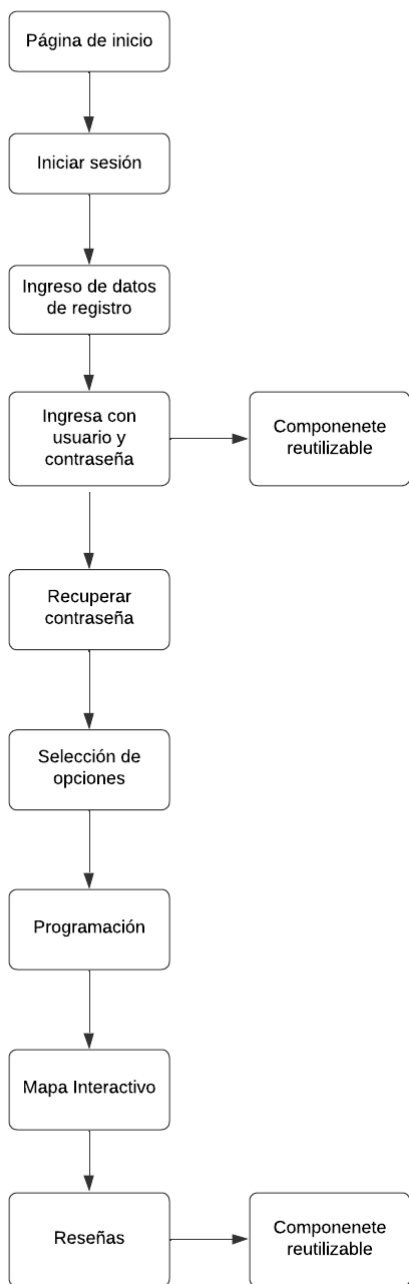 Página de inicio
Iniciar sesión
Ingreso de datos
de registro
Ingresa con
usuario y
contraseña
Componenete
reutilizable
Recuperar
contraseña
Selección de
opciones
Programación
Mapa Interactivo
Reseñas
Componenete
reutilizable